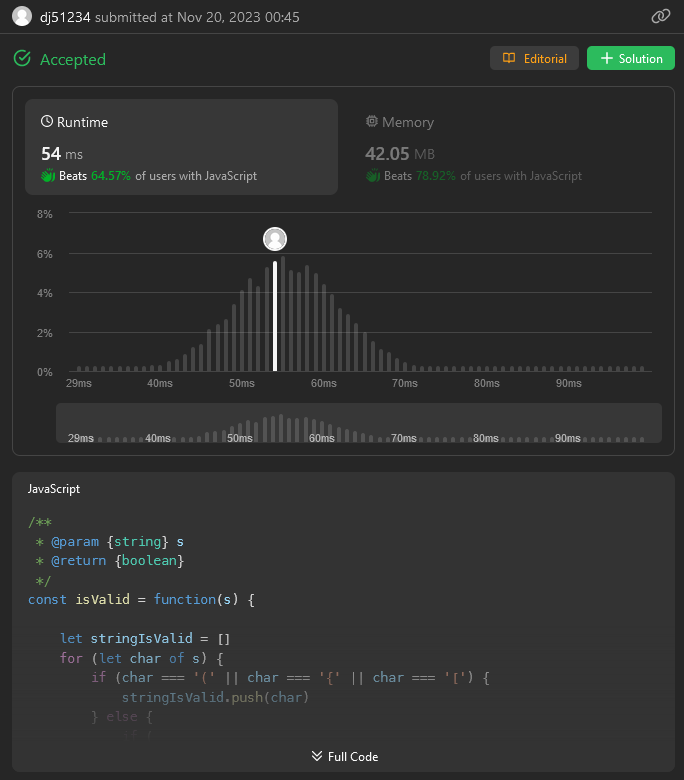 dj51234 submitted at Nov 20, 2023 00:45
Accepted
Editorial
Solution
Runtime
54 ms
Beats 64.57% of users with JavaScript
Memory
42.05 MB
Beats 78.92% of users with JavaScript
8%
6%
4%
2%
0%
29ms 40ms 50ms 60ms 70ms 80ms 90ms
29ms 40ms 50ms 60ms 70ms 80ms 90ms
JavaScript
/**
 * @param {string} s
 * @return {boolean}
 */
const isValid = function(s) {
    let stringIsValid = []
    for (let char of s) {
        if (char === '(' || char === '{' || char === '[') {
            stringIsValid.push(char)
        } else {
            if (
Full Code